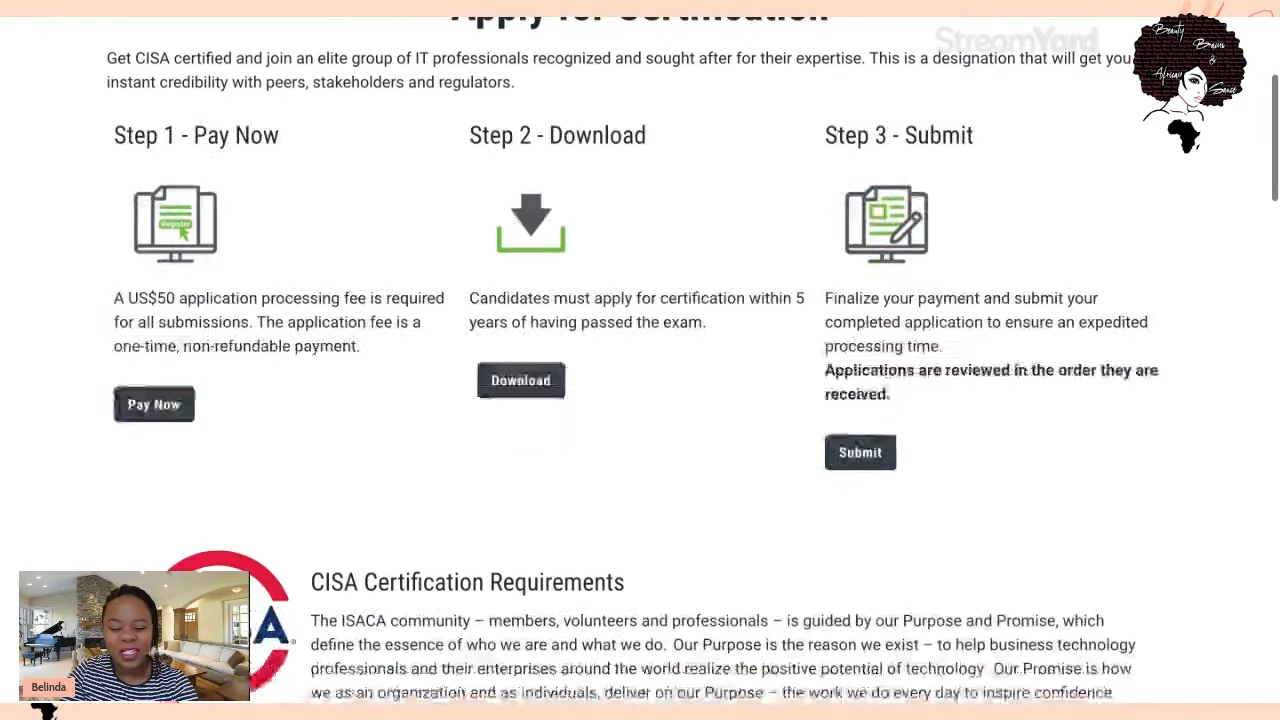 Apply for Certification
StreamYard
Get CISA certified and join an elite group of IT professionals recognized and sought after for their expertise. This is a designation that will get you
instant credibility with peers, stakeholders and regulators.
Beauty
Brains
&
African
Sauce
Step 1 - Pay Now
Step 2 - Download
Step 3 - Submit
Register
A US$50 application processing fee is required
for all submissions. The application fee is a
one-time, non-refundable payment.
Pay Now
Candidates must apply for certification within 5
years of having passed the exam.
Download
Finalize your payment and submit your
completed application to ensure an expedited
processing time.
Applications are reviewed in the order they are
received.
Submit
CISA Certification Requirements
The ISACA community – members, volunteers and professionals – is guided by our Purpose and Promise, which
define the essence of who we are and what we do. Our Purpose is the reason we exist – to help business technology
professionals and their enterprises around the world realize the positive potential of technology Our Promise is how
we as an organization and as individuals, deliver on our Purpose – the work we do every day to inspire confidence
A®
Belinda